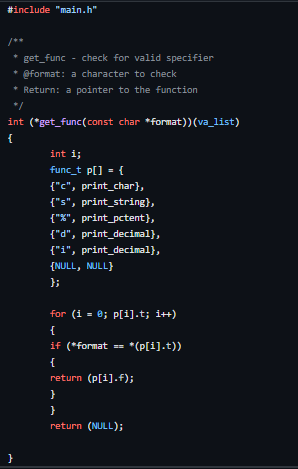 #include "main.h"
/**
* get_func - check for valid specifier
* @format: a character to check
* Return: a pointer to the function
*/
int (*get_func(const char *format))(va_list)
{
int i;
func_t p[] = {
{"c", print_char},
{"s", print_string},
{"%", print_pctent},
{"d", print_decimal},
{"i", print_decimal},
{NULL, NULL}
};
for (i = 0; p[i].t; i++)
{
if (*format == *(p[i].t))
{
return (p[i].f);
}
}
return (NULL);
}